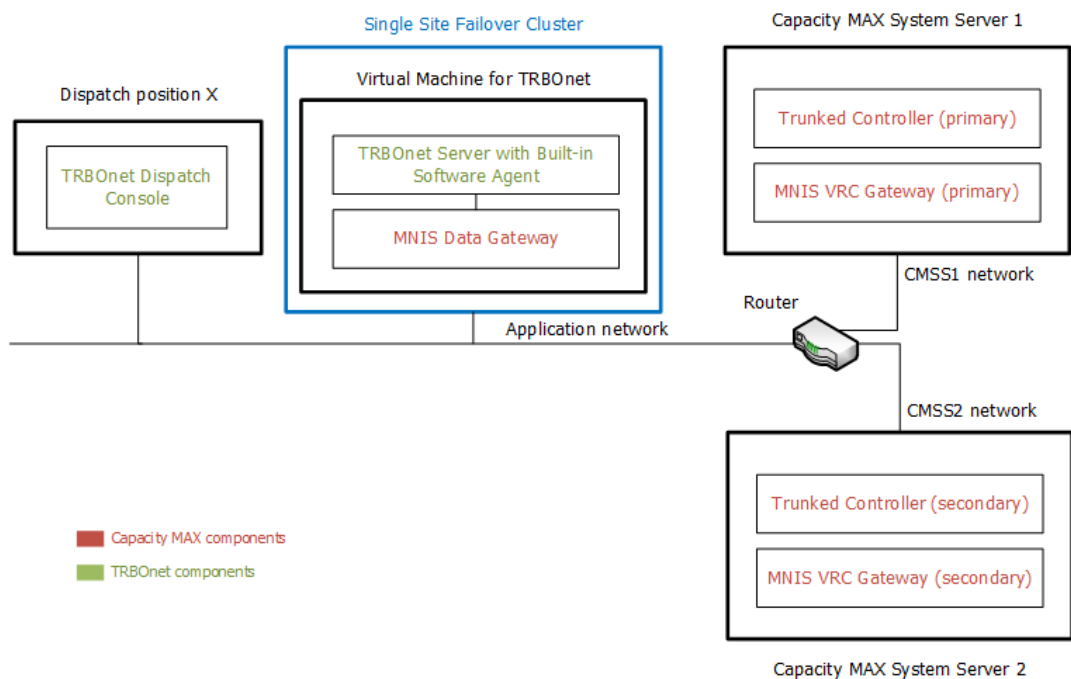 Single Site Failover Cluster
Capacity MAX System Server 1
Dispatch position X
Virtual Machine for TRBOnet
TRBOnet Dispatch
Console
TRBOnet Server with Built-in
Software Agent
MNIS Data Gateway
Trunked Controller (primary)
MNIS VRC Gateway (primary)
CMSS1 network
Router
Application network
CMSS2 network
Trunked Controller (secondary)
MNIS VRC Gateway (secondary)
Capacity MAX components
TRBOnet components
Capacity MAX System Server 2